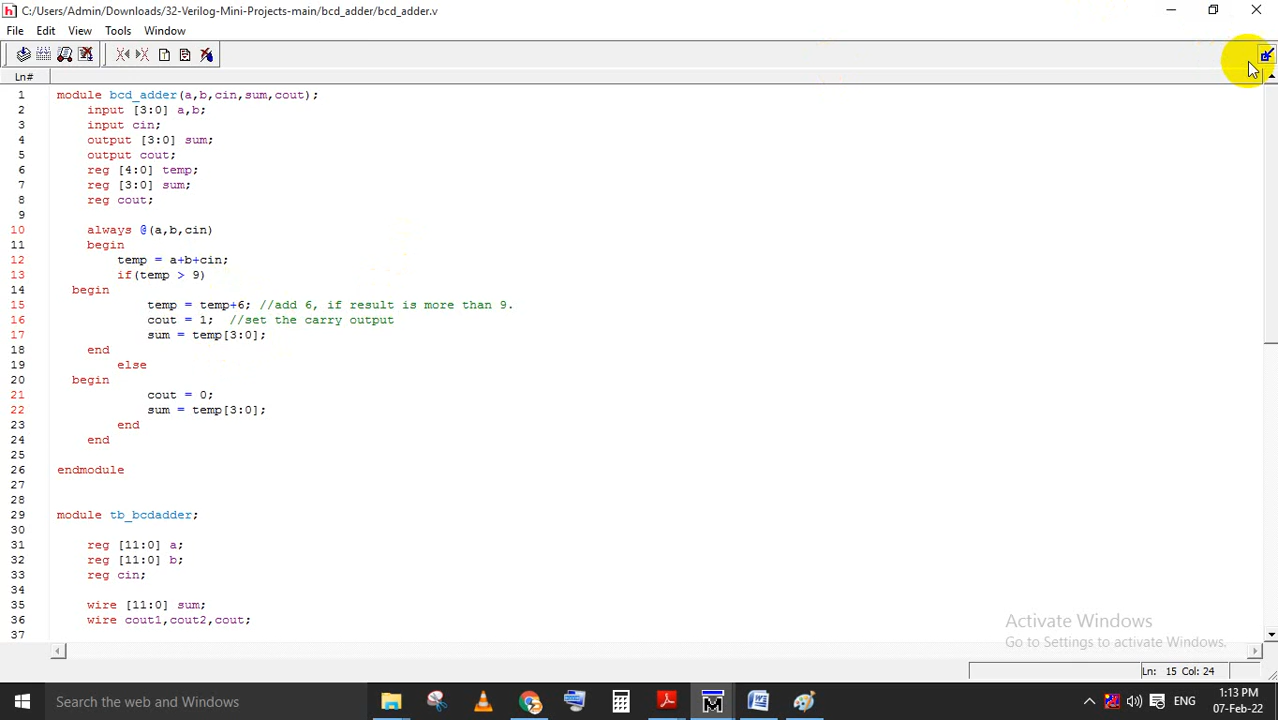 C:/Users/Admin/Downloads/32-Verilog-Mini-Projects-main/bcd_adder/bcd_adder.v
File Edit View Tools Window
Ln#
1 module bcd_adder(a,b,cin,sum,cout);
2 input [3:0] a,b;
3 input cin;
4 output [3:0] sum;
5 output cout;
6 reg [4:0] temp;
7 reg [3:0] sum;
8 reg cout;
9
10 always @(a,b,cin)
11 begin
12 temp = a+b+cin;
13 if(temp > 9)
14 begin
15 temp = temp+6; //add 6, if result is more than 9.
16 cout = 1; //set the carry output
17 sum = temp[3:0];
18 end
19 else
20 begin
21 cout = 0;
22 sum = temp[3:0];
23 end
24 end
25
26 endmodule
27
28
29 module tb_bcdadder;
30
31 reg [11:0] a;
32 reg [11:0] b;
33 reg cin;
34
35 wire [11:0] sum;
36 wire cout1,cout2,cout;
37
Activate Windows
Go to Settings to activate Windows.
Ln: 15 Col: 24
Search the web and Windows
ENG
1:13 PM
07-Feb-22